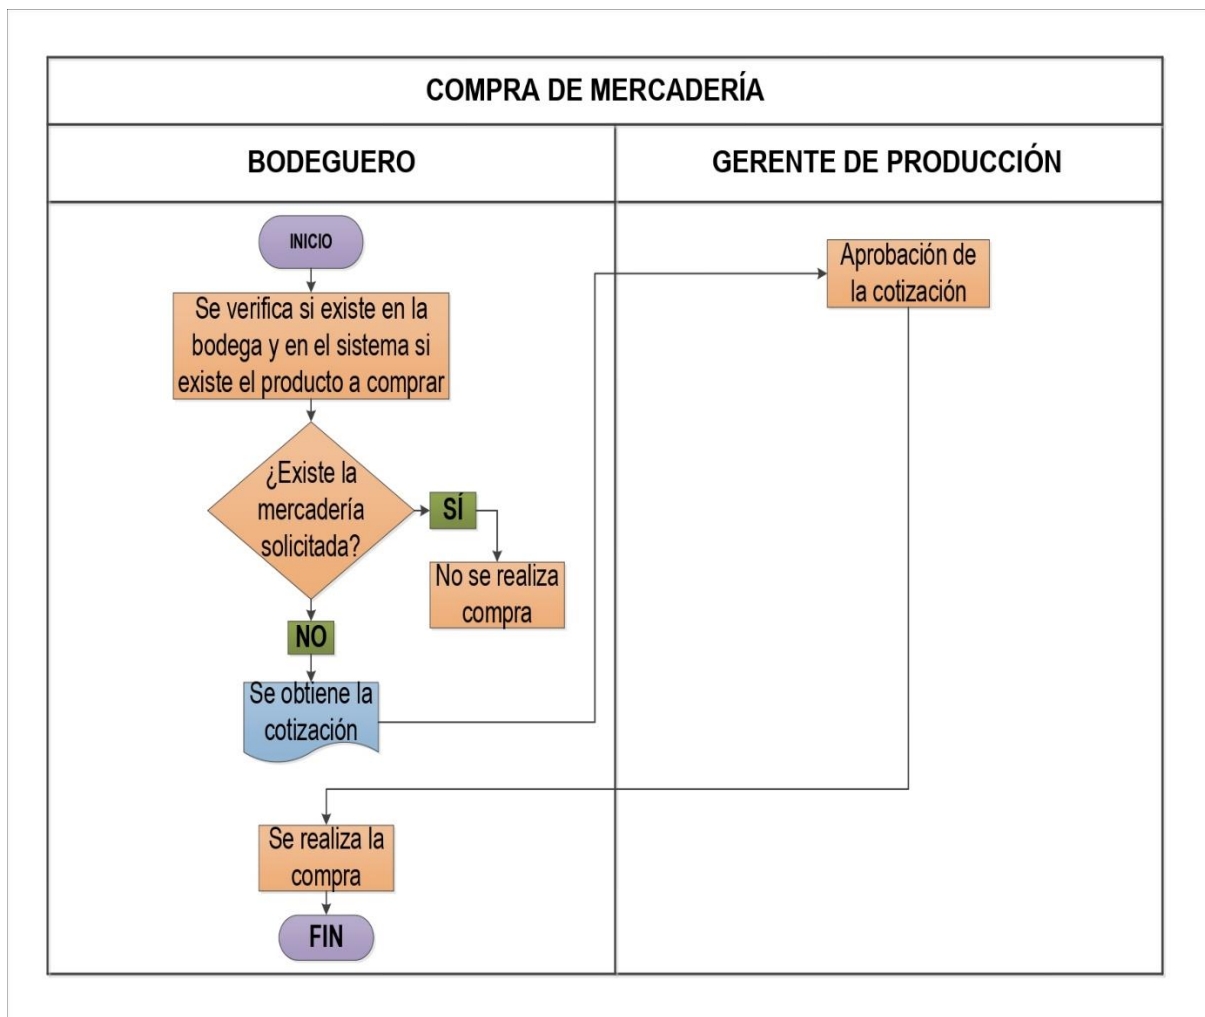 COMPRA DE MERCADERÍA
BODEGUERO
GERENTE DE PRODUCCIÓN
INICIO
Se verifica si existe en la
bodega y en el sistema si
existe el producto a comprar
¿Existe la
mercadería
solicitada?
SÍ
No se realiza
compra
NO
Se obtiene la
cotización
Aprobación de
la cotización
Se realiza la
compra
FIN